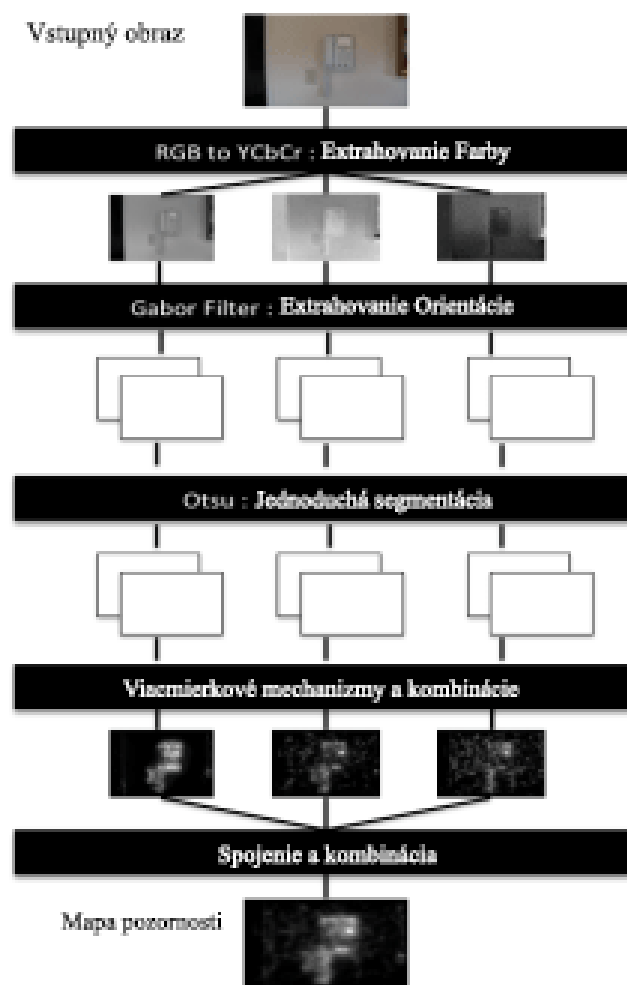 Vstupný obraz
RGB to YCbCr : Extrahovanie Farby
Gabor Filter : Extrahovanie Orientácie
Otsu : Jednoduchá segmentácia
Viacmierkové mechanizmy a kombinácie
Spojenie a kombinácia
Mapa pozornosti